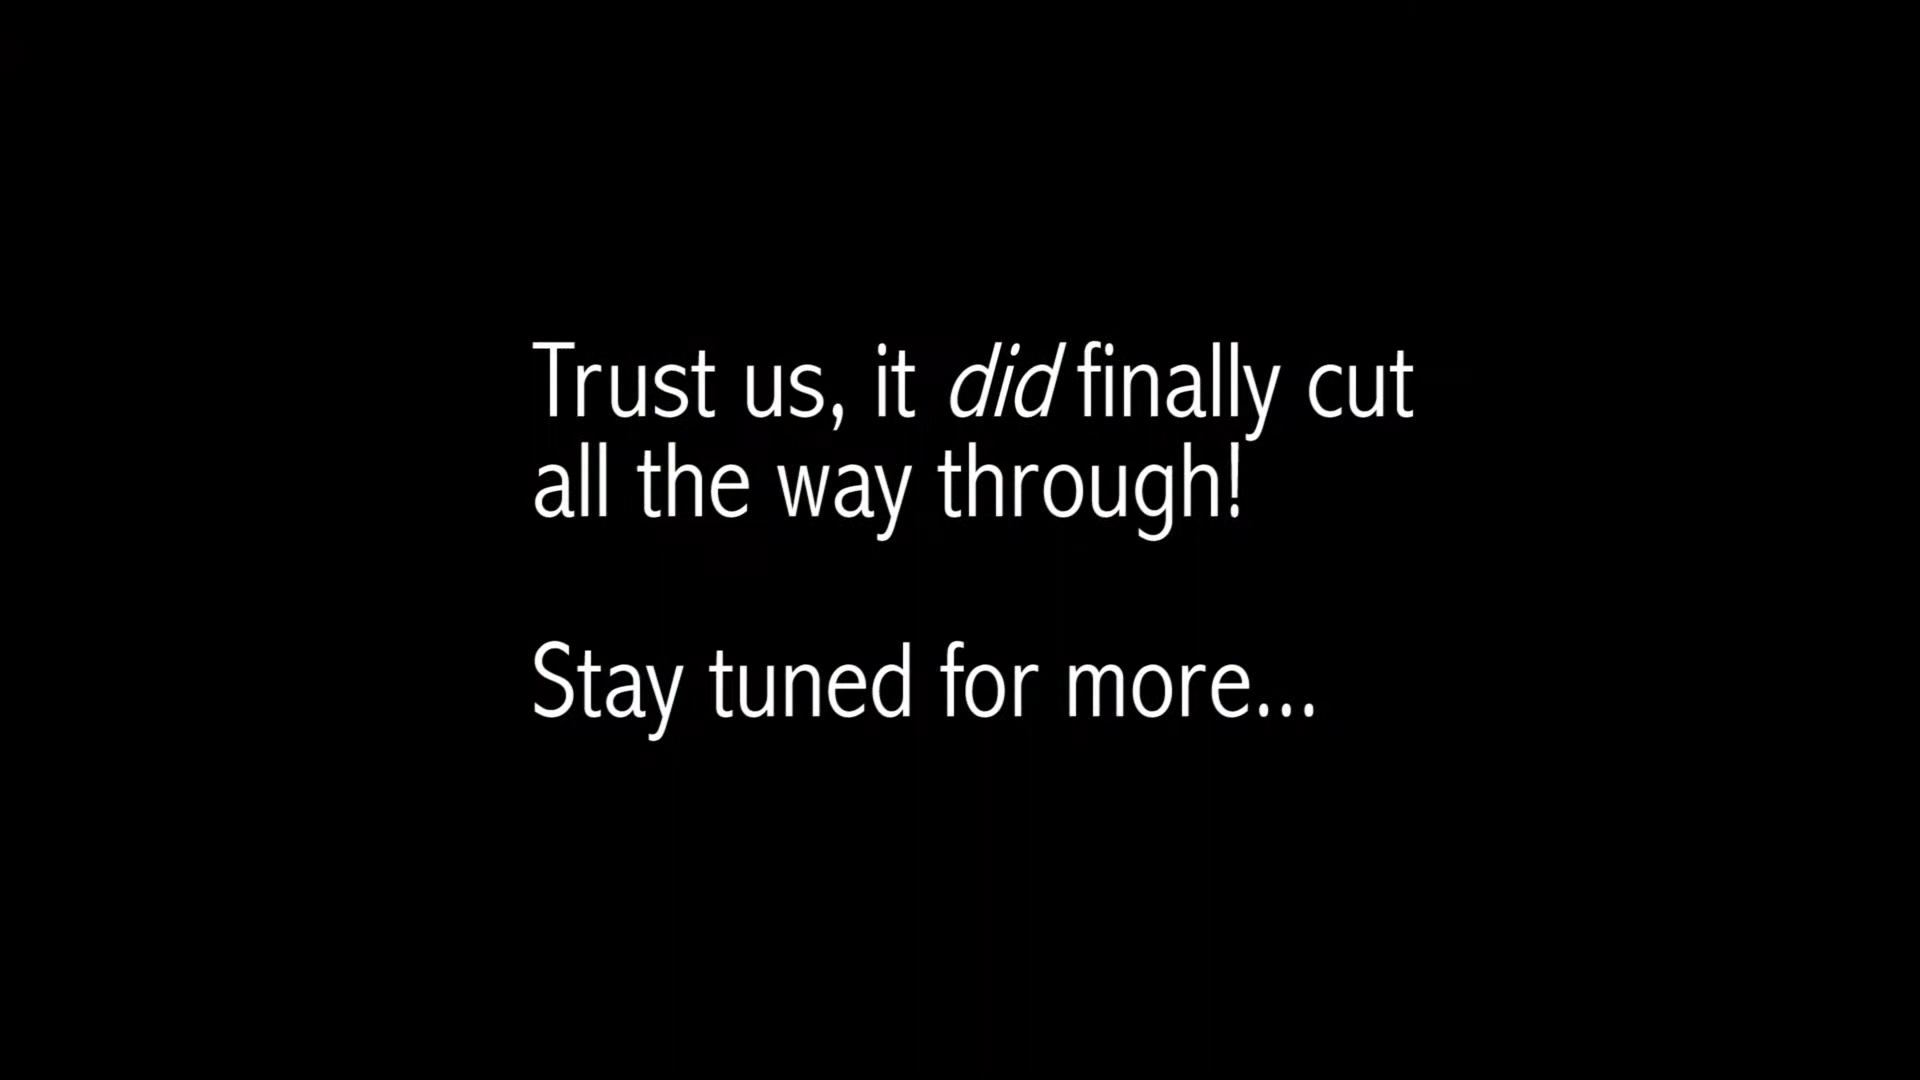 Trust us, it did finally cut
all the way through!
Stay tuned for more...